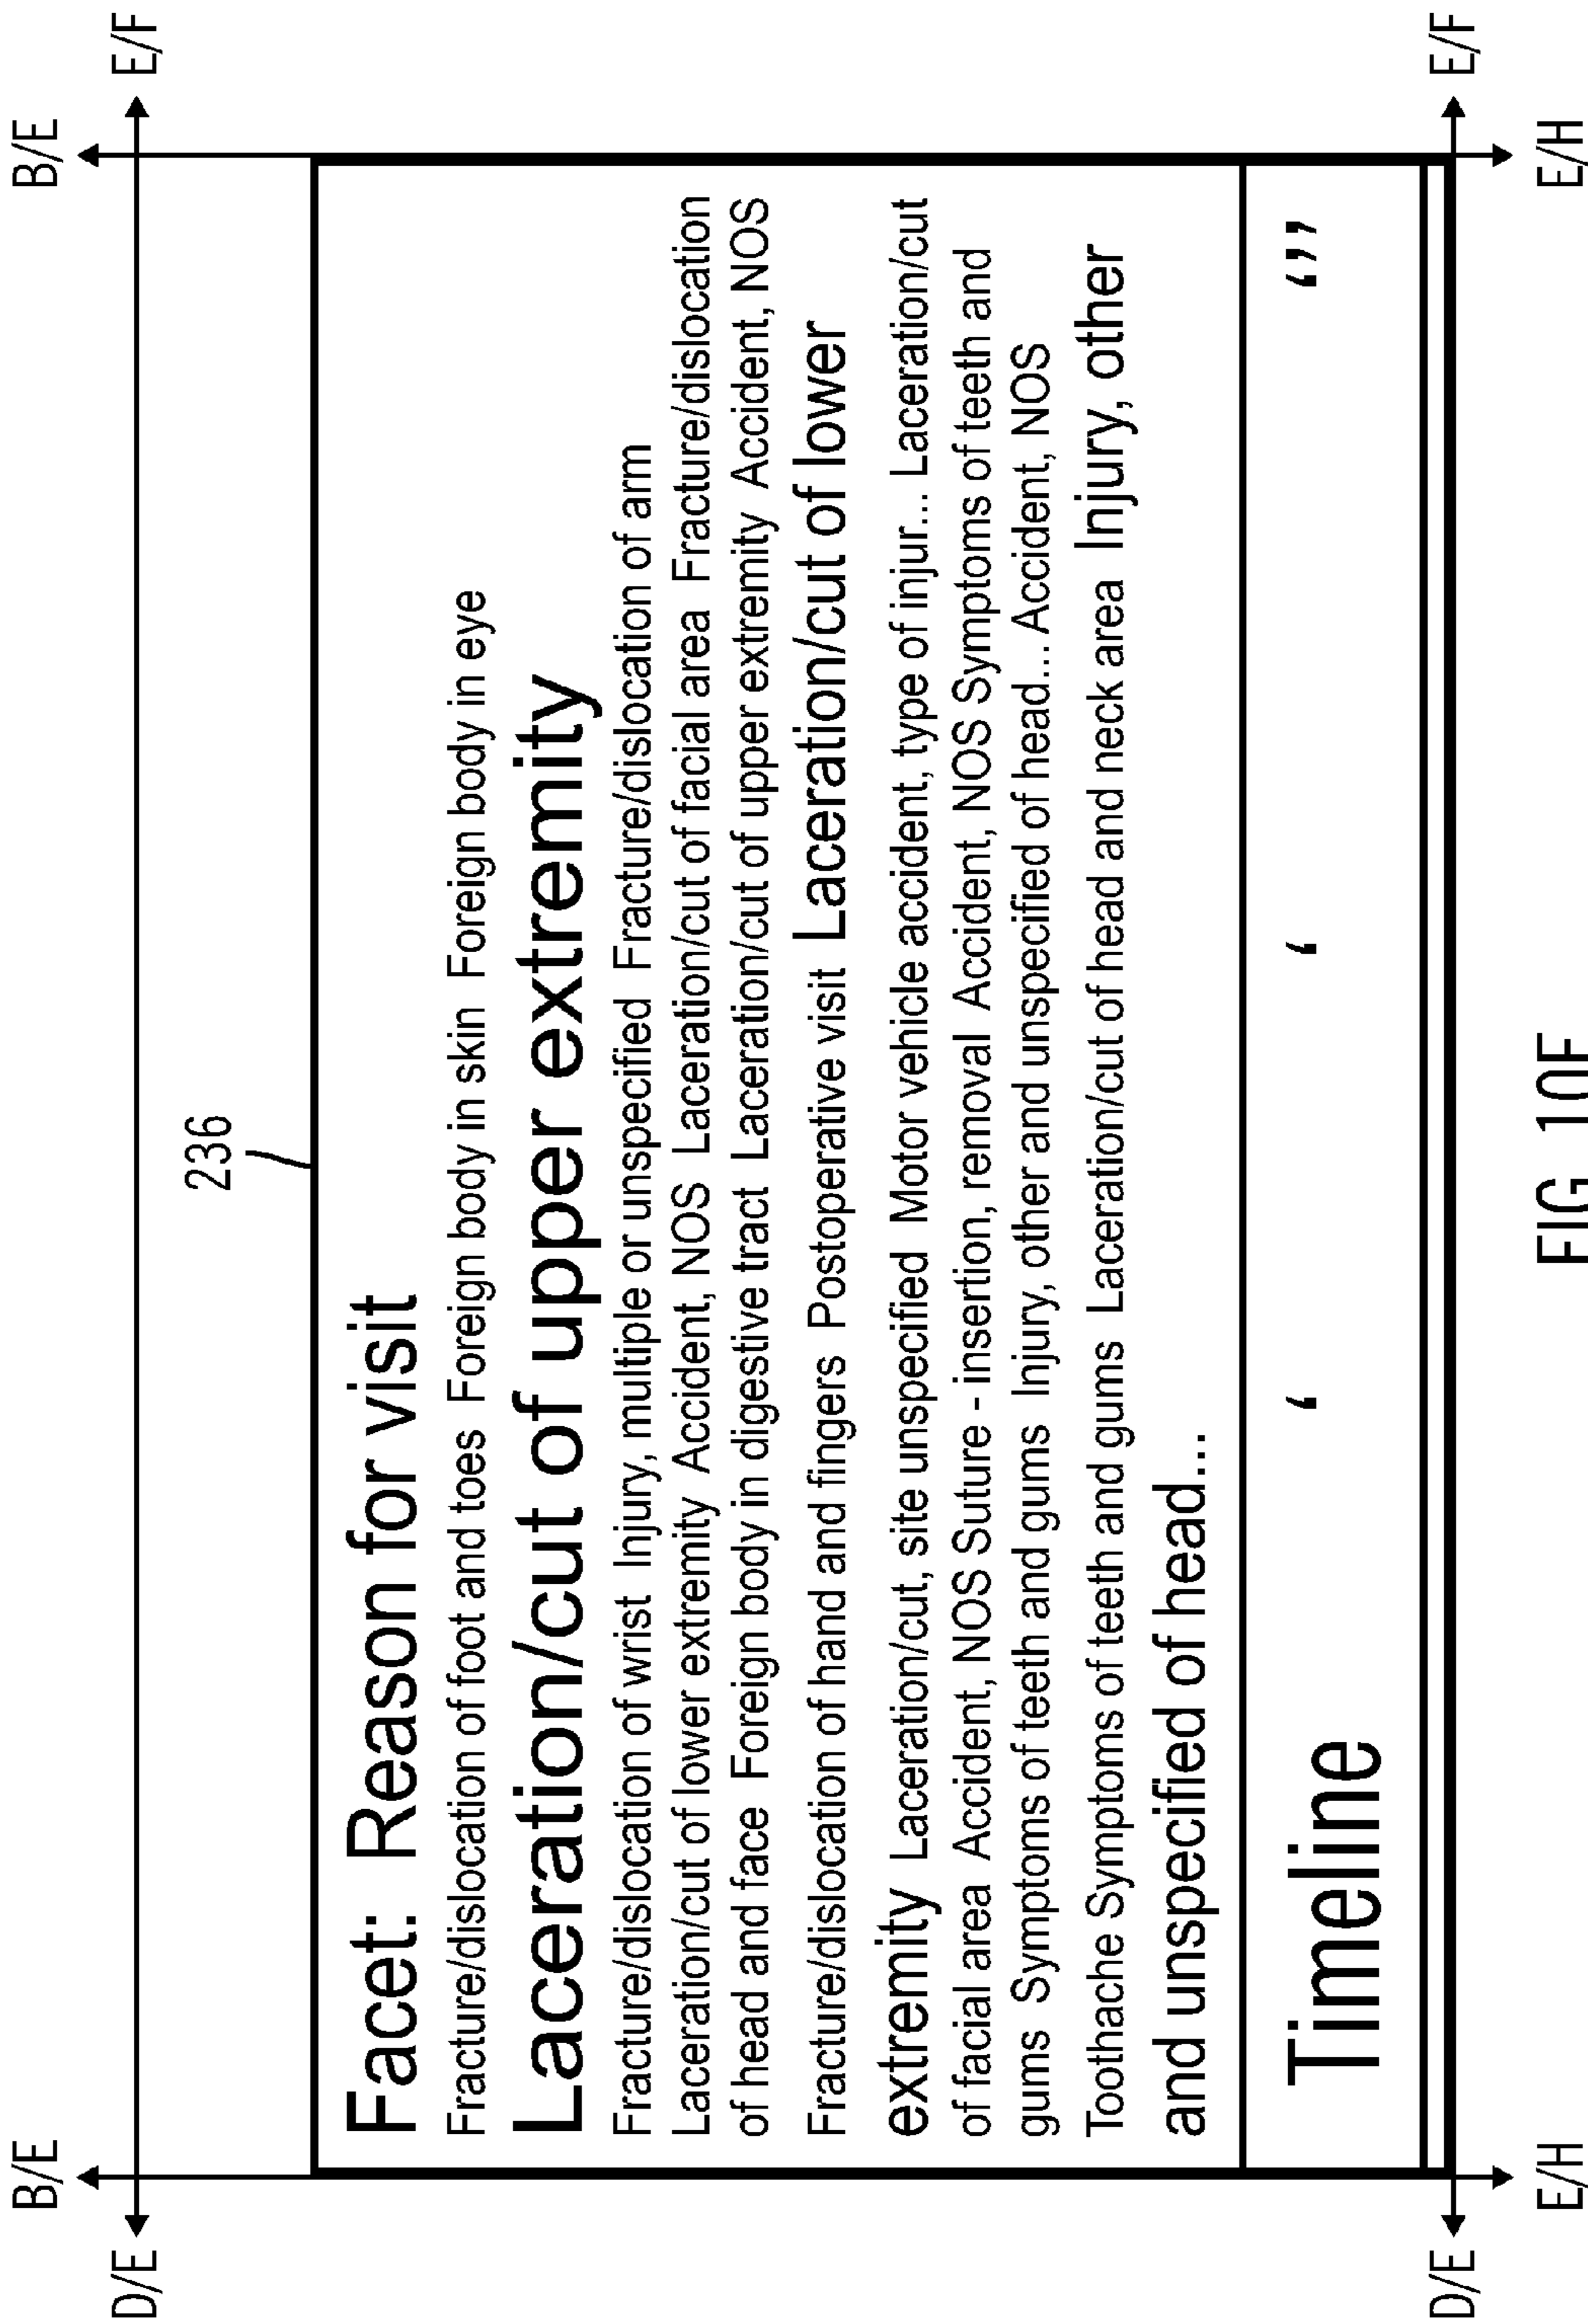 B/E B/E
D/E E/F
236
Facet: Reason for visit
Fracture/dislocation of foot and toes Foreign body in skin Foreign body in eye
Laceration/cut of upper extremity
Fracture/dislocation of wrist Injury, multiple or unspecified Fracture/dislocation of arm
Laceration/cut of lower extremity Accident, NOS Laceration/cut of facial area Fracture/dislocation
of head and face Foreign body in digestive tract Laceration/cut of upper extremity Accident, NOS
Fracture/dislocation of hand and fingers Postoperative visit Laceration/cut of lower
extremity Laceration/cut, site unspecified Motor vehicle accident, type of injur... Laceration/cut
of facial area Accident, NOS Suture - insertion, removal Accident, NOS Symptoms of teeth and
gums Symptoms of teeth and gums Injury, other and unspecified of head... Accident, NOS
Toothache Symptoms of teeth and gums Laceration/cut of head and neck area Injury, other
and unspecified of head...
Timeline ‘ ‘ ‘’’
D/E E/F
E/H E/H
FIG. 10E